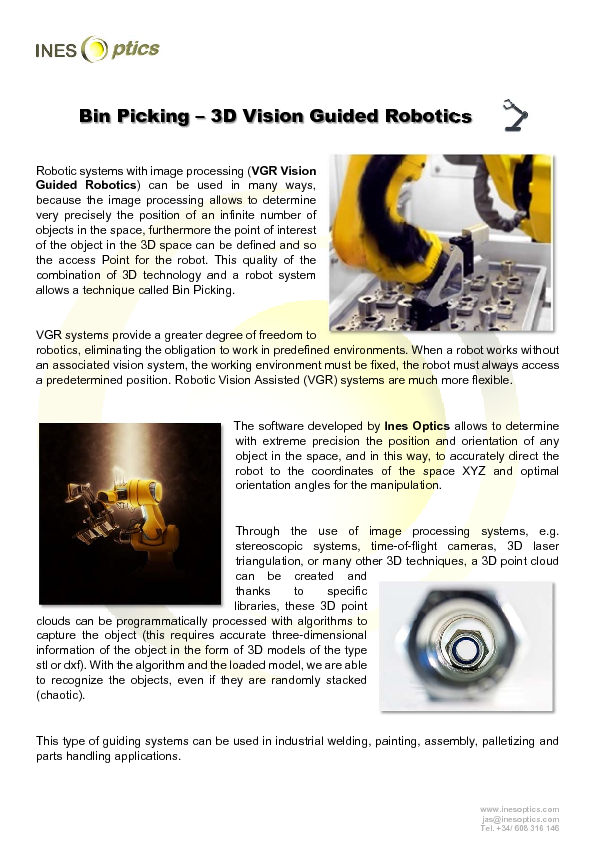 INES Optics
Bin Picking – 3D Vision Guided Robotics
Robotic systems with image processing (VGR Vision
Guided Robotics) can be used in many ways,
because the image processing allows to determine
very precisely the position of an infinite number of
objects in the space, furthermore the point of interest
of the object in the 3D space can be defined and so
the access Point for the robot. This quality of the
combination of 3D technology and a robot system
allows a technique called Bin Picking.
VGR systems provide a greater degree of freedom to
robotics, eliminating the obligation to work in predefined environments. When a robot works without
an associated vision system, the working environment must be fixed, the robot must always access
a predetermined position. Robotic Vision Assisted (VGR) systems are much more flexible.
The software developed by Ines Optics allows to determine
with extreme precision the position and orientation of any
object in the space, and in this way, to accurately direct the
robot to the coordinates of the space XYZ and optimal
orientation angles for the manipulation.
Through the use of image processing systems, e.g.
stereoscopic systems, time-of-flight cameras, 3D laser
triangulation, or many other 3D techniques, a 3D point cloud
can be created and
thanks to specific
libraries, these 3D point
clouds can be programmatically processed with algorithms to
capture the object (this requires accurate three-dimensional
information of the object in the form of 3D models of the type
stl or dxf). With the algorithm and the loaded model, we are able
to recognize the objects, even if they are randomly stacked
(chaotic).
This type of guiding systems can be used in industrial welding, painting, assembly, palletizing and
parts handling applications.
www.inesoptics.com
jas@inesoptics.com
Tel. +34/ 608 316 146